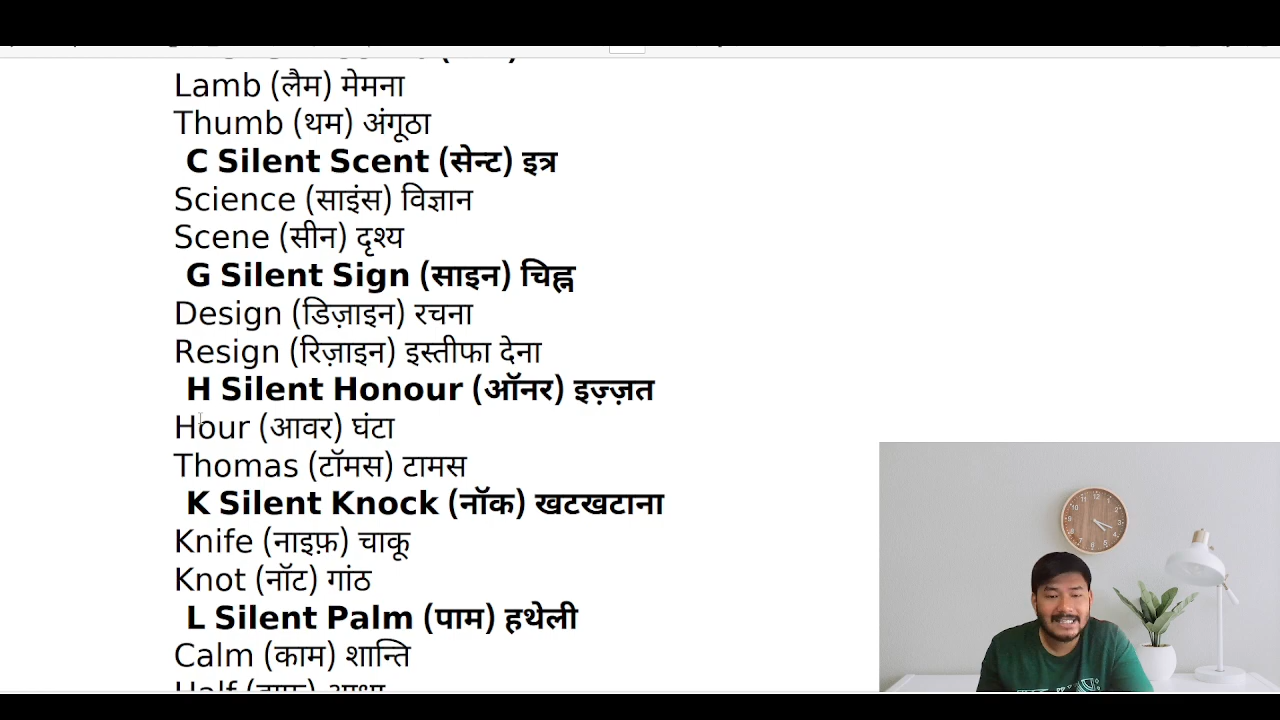 Lamb (लैम) मेमना
Thumb (थम) अंगूठा
C Silent Scent (सेन्ट) इत्र
Science (साइंस) विज्ञान
Scene (सीन) दृश्य
G Silent Sign (साइन) चिह्न
Design (डिज़ाइन) रचना
Resign (रिज़ाइन) इस्तीफा देना
H Silent Honour (ऑनर) इज़्ज़त
Hour (आवर) घंटा
Thomas (टॉमस) टामस
K Silent Knock (नॉक) खटखटाना
Knife (नाइफ़) चाकू
Knot (नॉट) गांठ
L Silent Palm (पाम) हथेली
Calm (काम) शान्ति